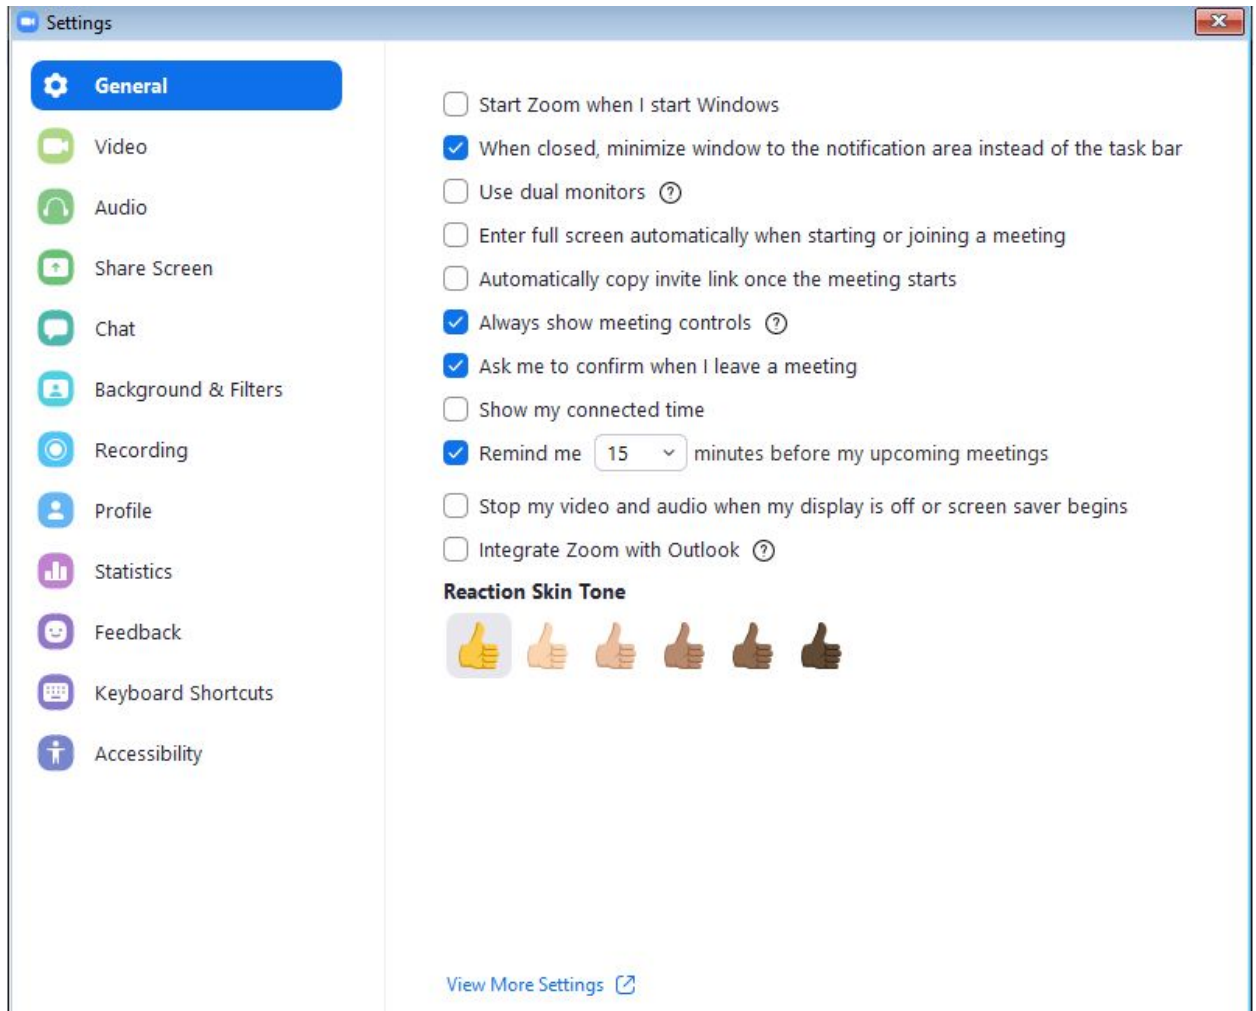 Settings
General
Video
Audio
Share Screen
Chat
Background & Filters
Recording
Profile
Statistics
Feedback
Keyboard Shortcuts
Accessibility
Start Zoom when I start Windows
When closed, minimize window to the notification area instead of the task bar
Use dual monitors ?
Enter full screen automatically when starting or joining a meeting
Automatically copy invite link once the meeting starts
Always show meeting controls ?
Ask me to confirm when I leave a meeting
Show my connected time
Remind me 15 minutes before my upcoming meetings
Stop my video and audio when my display is off or screen saver begins
Integrate Zoom with Outlook ?
Reaction Skin Tone
View More Settings